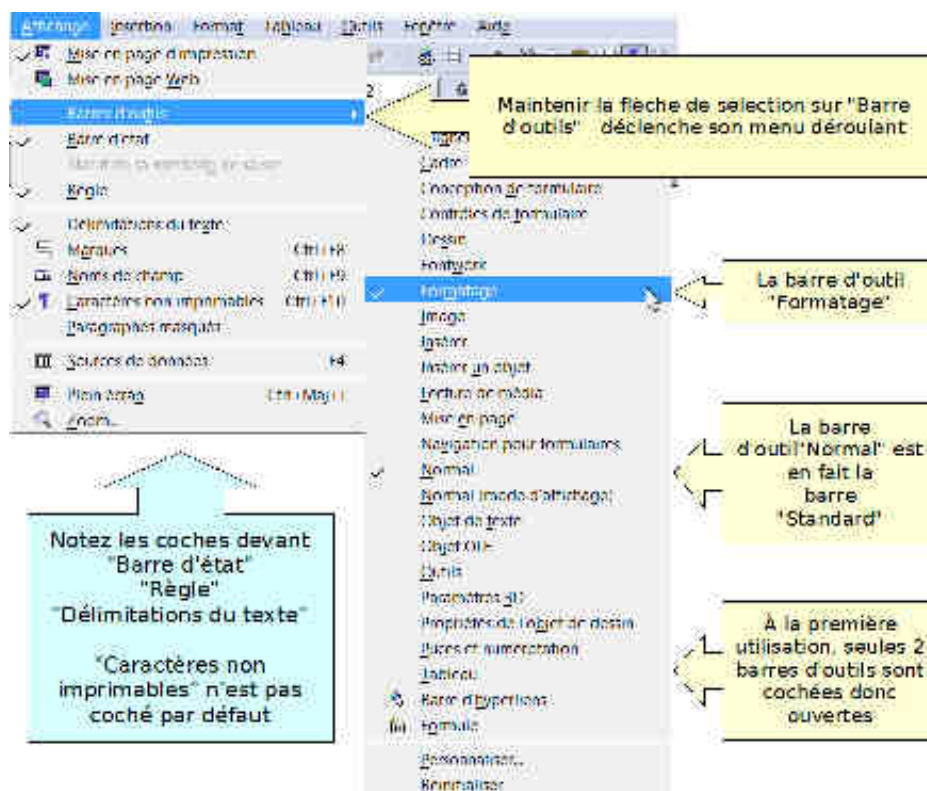 Affichage Insertion Format Tableau Outils Fenêtre Aide
Mise en page d'impression
Mise en page Web
Barres d'outils
Barre d'état
Règle
Délimitations du texte
Marques Ctrl+F8
Noms de champ Ctrl+F9
Caractères non imprimables Ctrl+F10
Paragraphes masqués
Sources de données F4
Plein écran Ctrl+Maj+J
Zoom...
Maintenir la flèche de sélection sur "Barre
d'outils" déclenche son menu déroulant
Cadre
Conception de formulaire
Contrôles de formulaire
Dessin
Fontwork
Formatage
Image
Insérer
Insérer un objet
Lecture de média
Mise en page
Navigation pour formulaires
Normal
Normal (mode d'affichage)
Objet de texte
Objet OLE
Outils
Paramètres 3D
Propriétés de l'objet de dessin
Puces et numérotation
Tableau
Barre d'hyperliens
Formule
Personnaliser...
Réinitialiser
La barre d'outil
"Formatage"
La barre
d'outil"Normal" est
en fait la
barre
"Standard"
À la première
utilisation, seules 2
barres d'outils sont
cochées donc
ouvertes
Notez les coches devant
"Barre d'état"
"Règle"
"Délimitations du texte"
"Caractères non
imprimables" n'est pas
coché par défaut